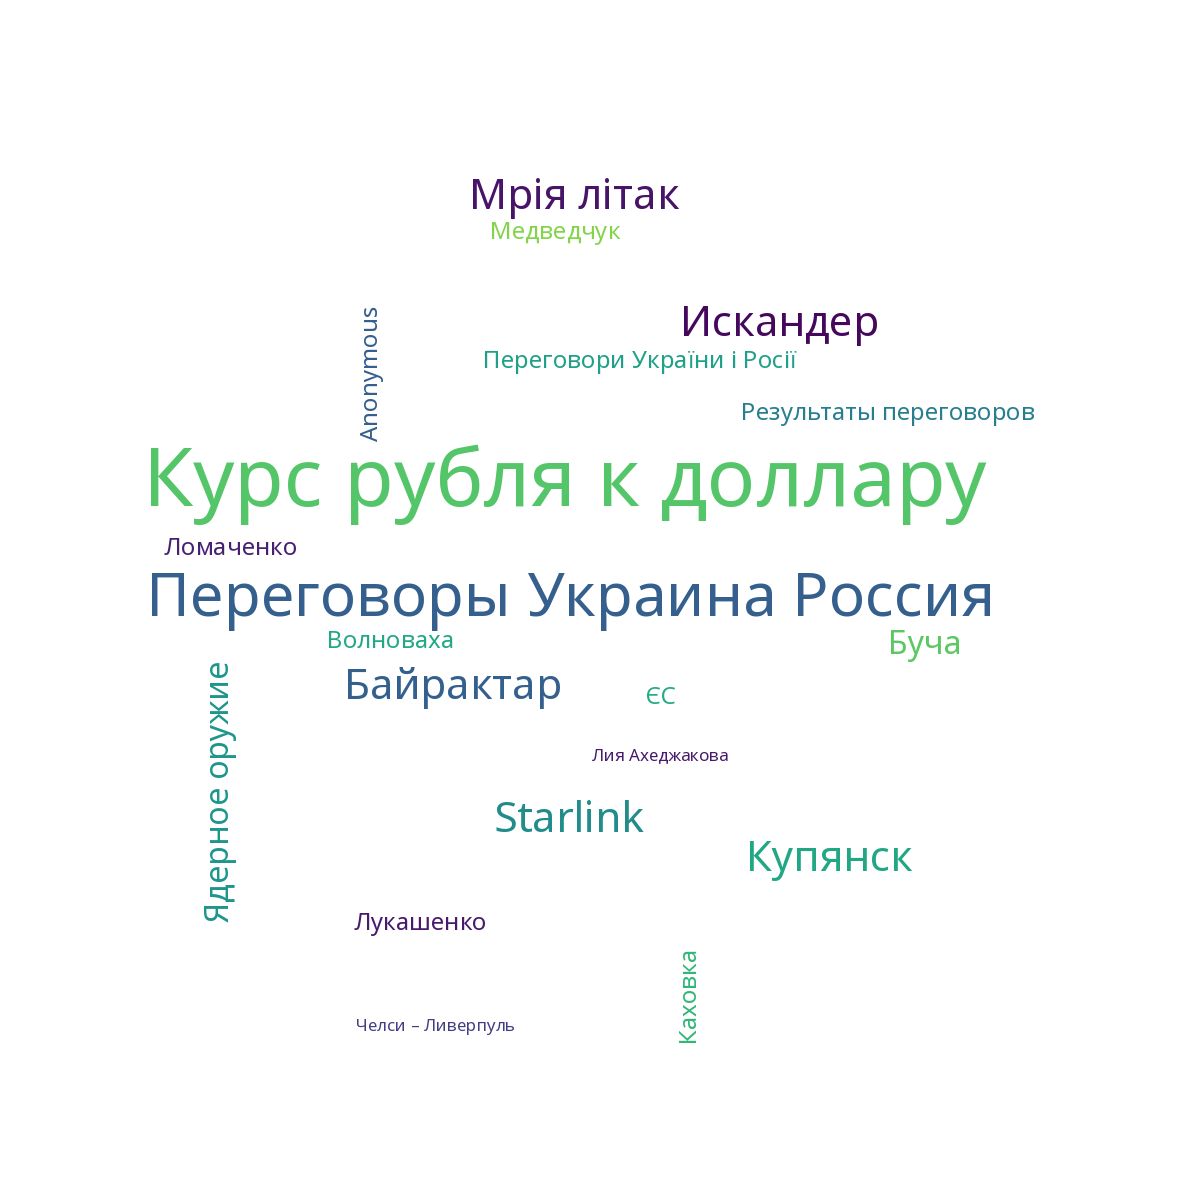 Мрія літак
Медведчук
Искандер
Anonymous
Переговори України і Росії
Результаты переговоров
Курс рубля к доллару
Ломаченко
Переговоры Украина Россия
Волноваха
Буча
Байрактар
ЄС
Ядерное оружие
Лия Ахеджакова
Starlink
Купянск
Лукашенко
Каховка
Челси – Ливерпуль